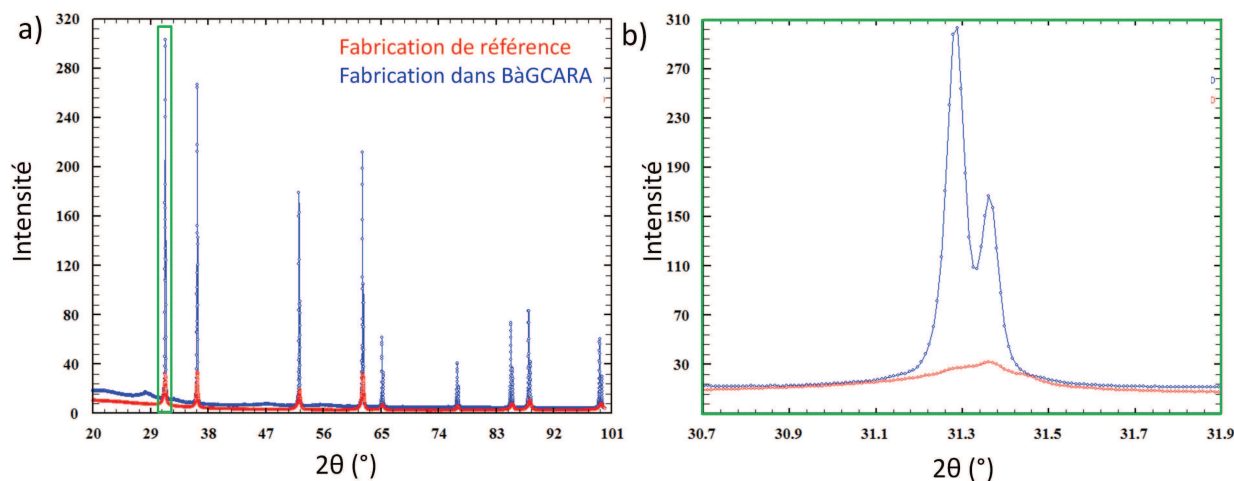 a)
Fabrication de référence
Fabrication dans BàGCARA
Intensité
320
280
240
200
160
120
80
40
0
20 29 38 47 56 65 74 83 92 101
2θ (°)
b)
Intensité
310
270
230
190
150
110
70
30
30.7 30.9 31.1 31.3 31.5 31.7 31.9
2θ (°)